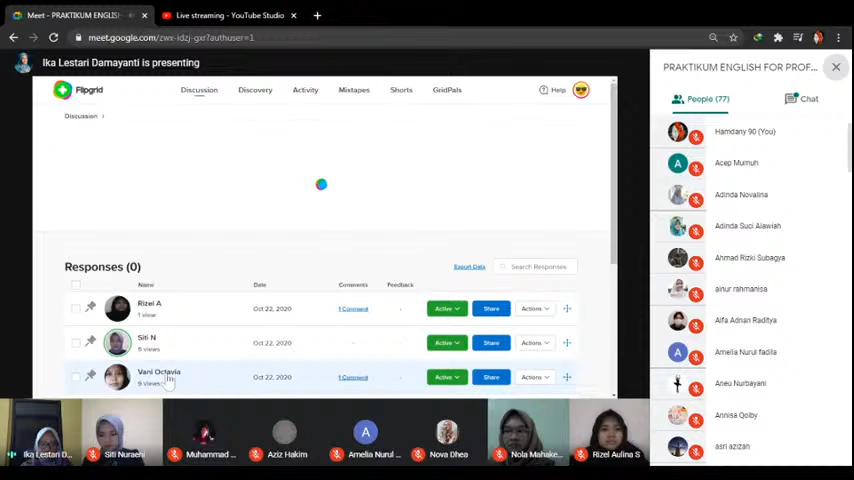 Meet - PRAKTIKUM ENGLISH
Live streaming - YouTube Studio
meet.google.com/zwx-idzj-gxr?authuser=1
Ika Lestari Damayanti is presenting
PRAKTIKUM ENGLISH FOR PROF...
People (77)
Chat
Flipgrid
Discussion
Discovery
Activity
Mixtapes
Shorts
GridPals
Help
Discussion >
Responses (0)
Export Data
Search Responses
Name
Date
Comments
Feedback
Rizel A
1 view
Oct 22, 2020
1 Comment
-
Active
Share
Actions
Siti N
6 views
Oct 22, 2020
-
-
Active
Share
Actions
Vani Octavia
9 views
Oct 22, 2020
1 Comment
-
Active
Share
Actions
Hamdany 90 (You)
Acep Mumuh
Adinda Novalina
Adinda Suci Alawiah
Ahmad Rizki Subagya
ainur rahmanisa
Alfa Adnan Raditya
A
Amelia Nurul fadila
Aneu Nurbayani
Annisa Qolby
asri azizah
Ika Lestari D...
Siti Nuraeni
Muhammad ...
Aziz Hakim
A
Amelia Nurul ...
Nova Dhea
Nola Mahake...
Rizel Aulina S